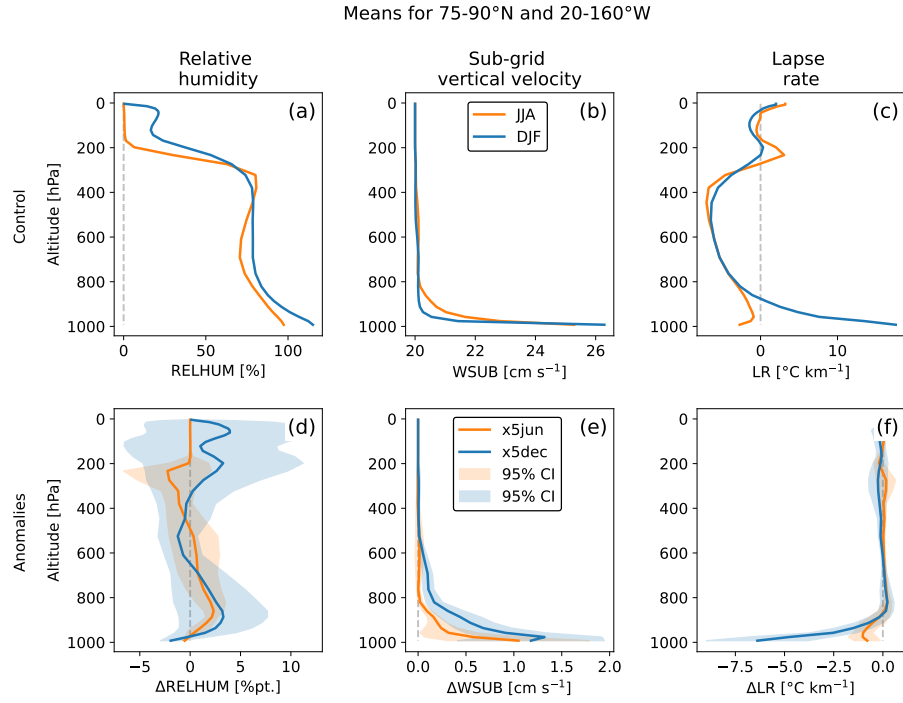 Means for 75-90°N and 20-160°W
Relative
humidity
Sub-grid
vertical velocity
Lapse
rate
Control
Altitude [hPa]
0
200
400
600
800
1000
(a)
0
50
100
RELHUM [%]
(b)
JJA
DJF
20
22
24
26
WSUB [cm s⁻¹]
(c)
0
10
LR [°C km⁻¹]
Anomalies
Altitude [hPa]
0
200
400
600
800
1000
(d)
−5
0
5
10
ΔRELHUM [%pt.]
(e)
x5jun
x5dec
95% CI
95% CI
0.0
0.5
1.0
1.5
2.0
ΔWSUB [cm s⁻¹]
(f)
−7.5
−5.0
−2.5
0.0
ΔLR [°C km⁻¹]